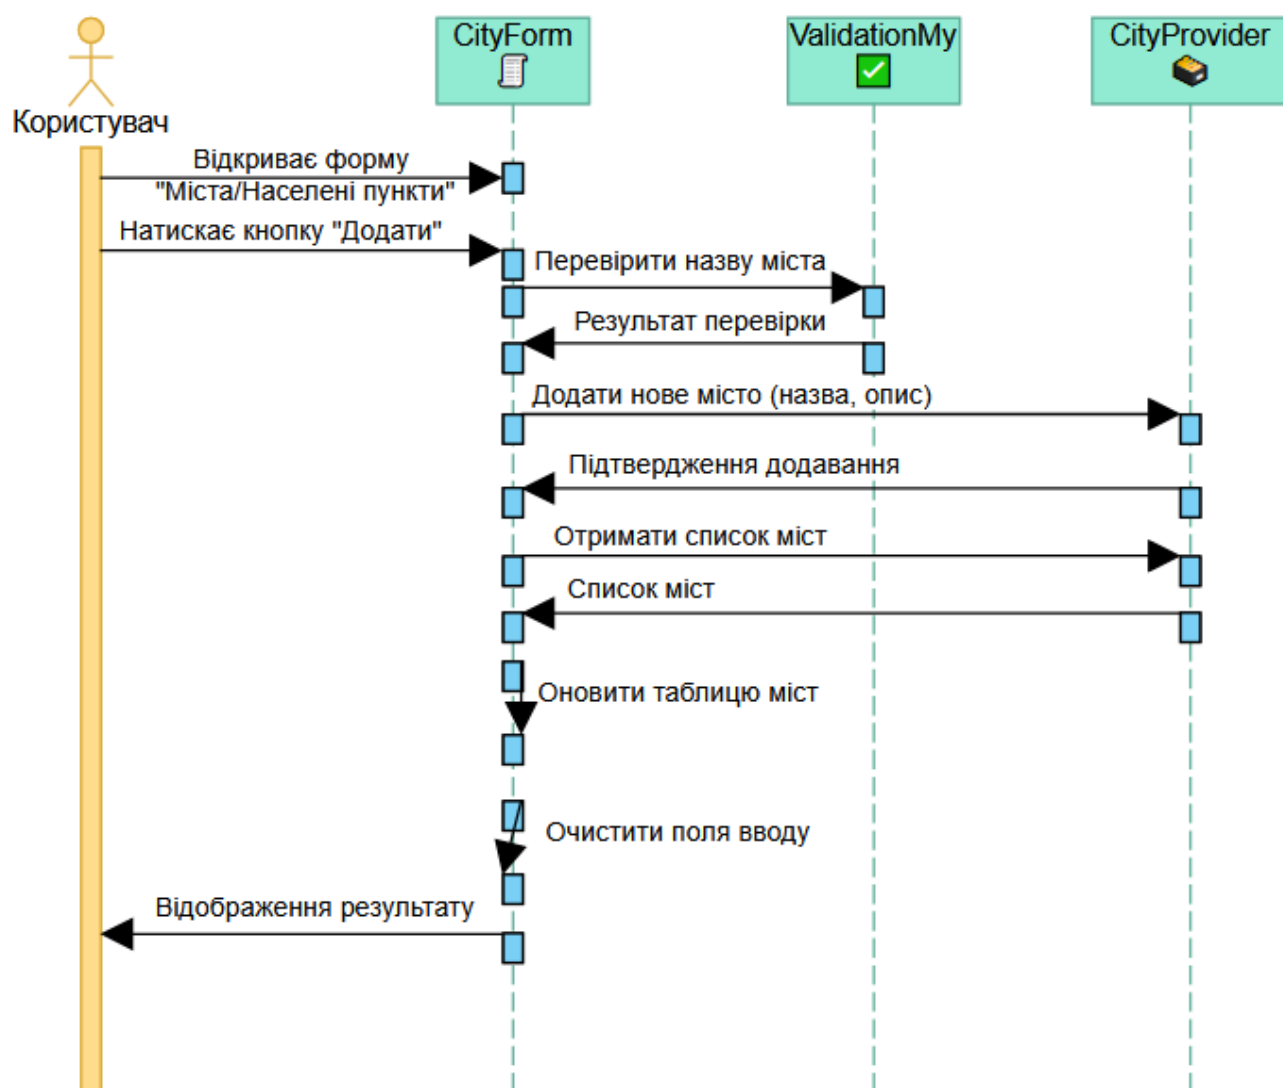 CityForm
ValidationMy
CityProvider
Користувач
Відкриває форму
"Міста/Населені пункти"
Натискає кнопку "Додати"
Перевірити назву міста
Результат перевірки
Додати нове місто (назва, опис)
Підтвердження додавання
Отримати список міст
Список міст
Оновити таблицю міст
Очистити поля вводу
Відображення результату